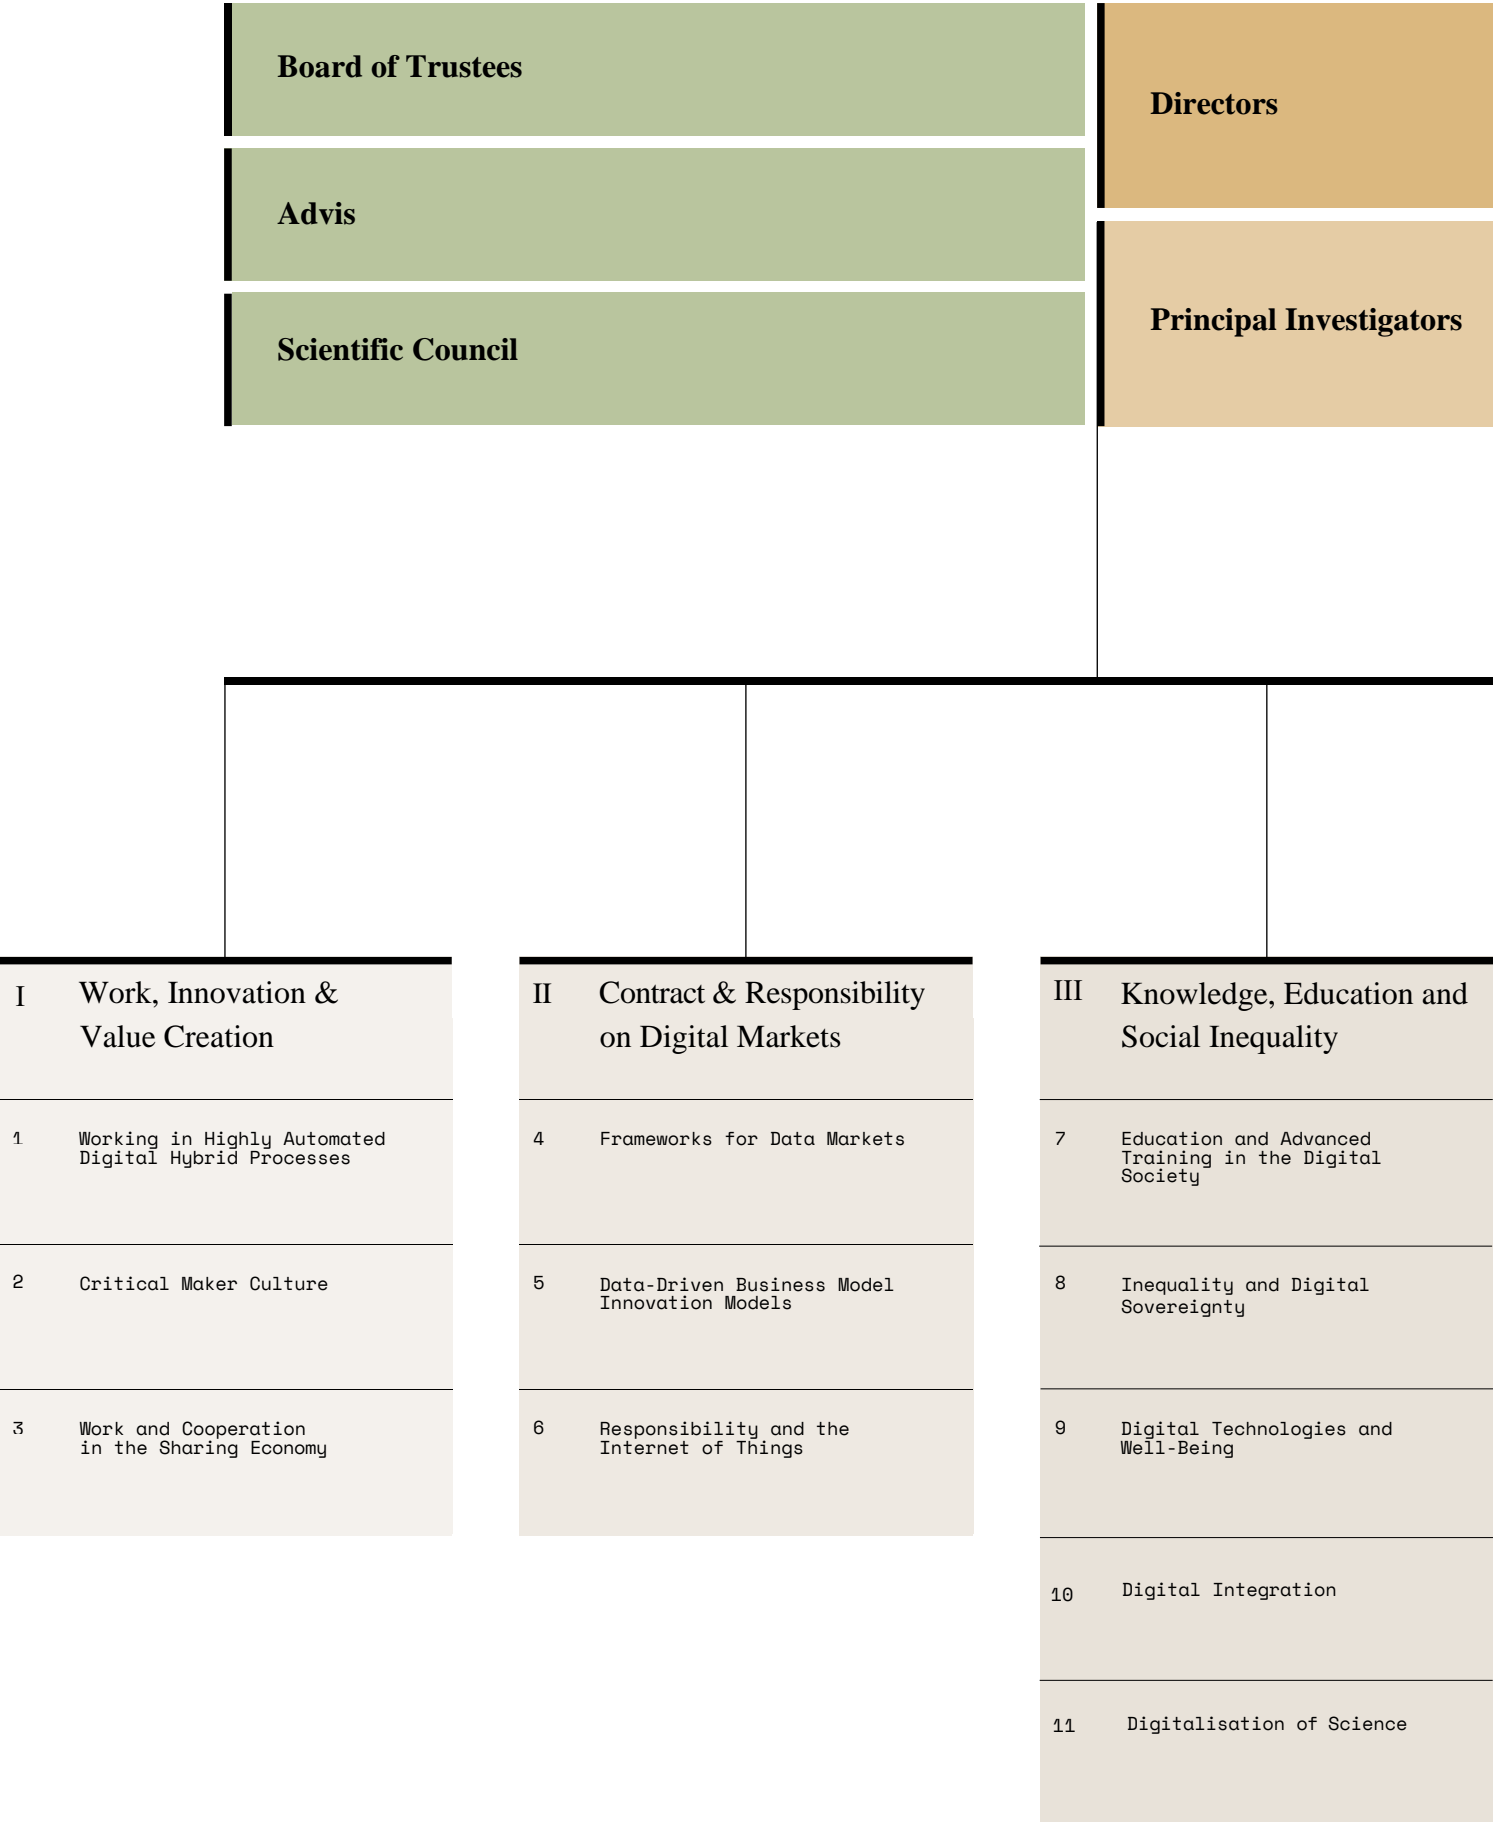 Board of Trustees
Advis
Scientific Council
Directors
Principal Investigators
I
Work, Innovation &
Value Creation
1
Working in Highly Automated
Digital Hybrid Processes
2
Critical Maker Culture
3
Work and Cooperation
in the Sharing Economy
II
Contract & Responsibility
on Digital Markets
4
Frameworks for Data Markets
5
Data-Driven Business Model
Innovation Models
6
Responsibility and the
Internet of Things
III
Knowledge, Education and
Social Inequality
7
Education and Advanced
Training in the Digital
Society
8
Inequality and Digital
Sovereignty
9
Digital Technologies and
Well-Being
10
Digital Integration
11
Digitalisation of Science